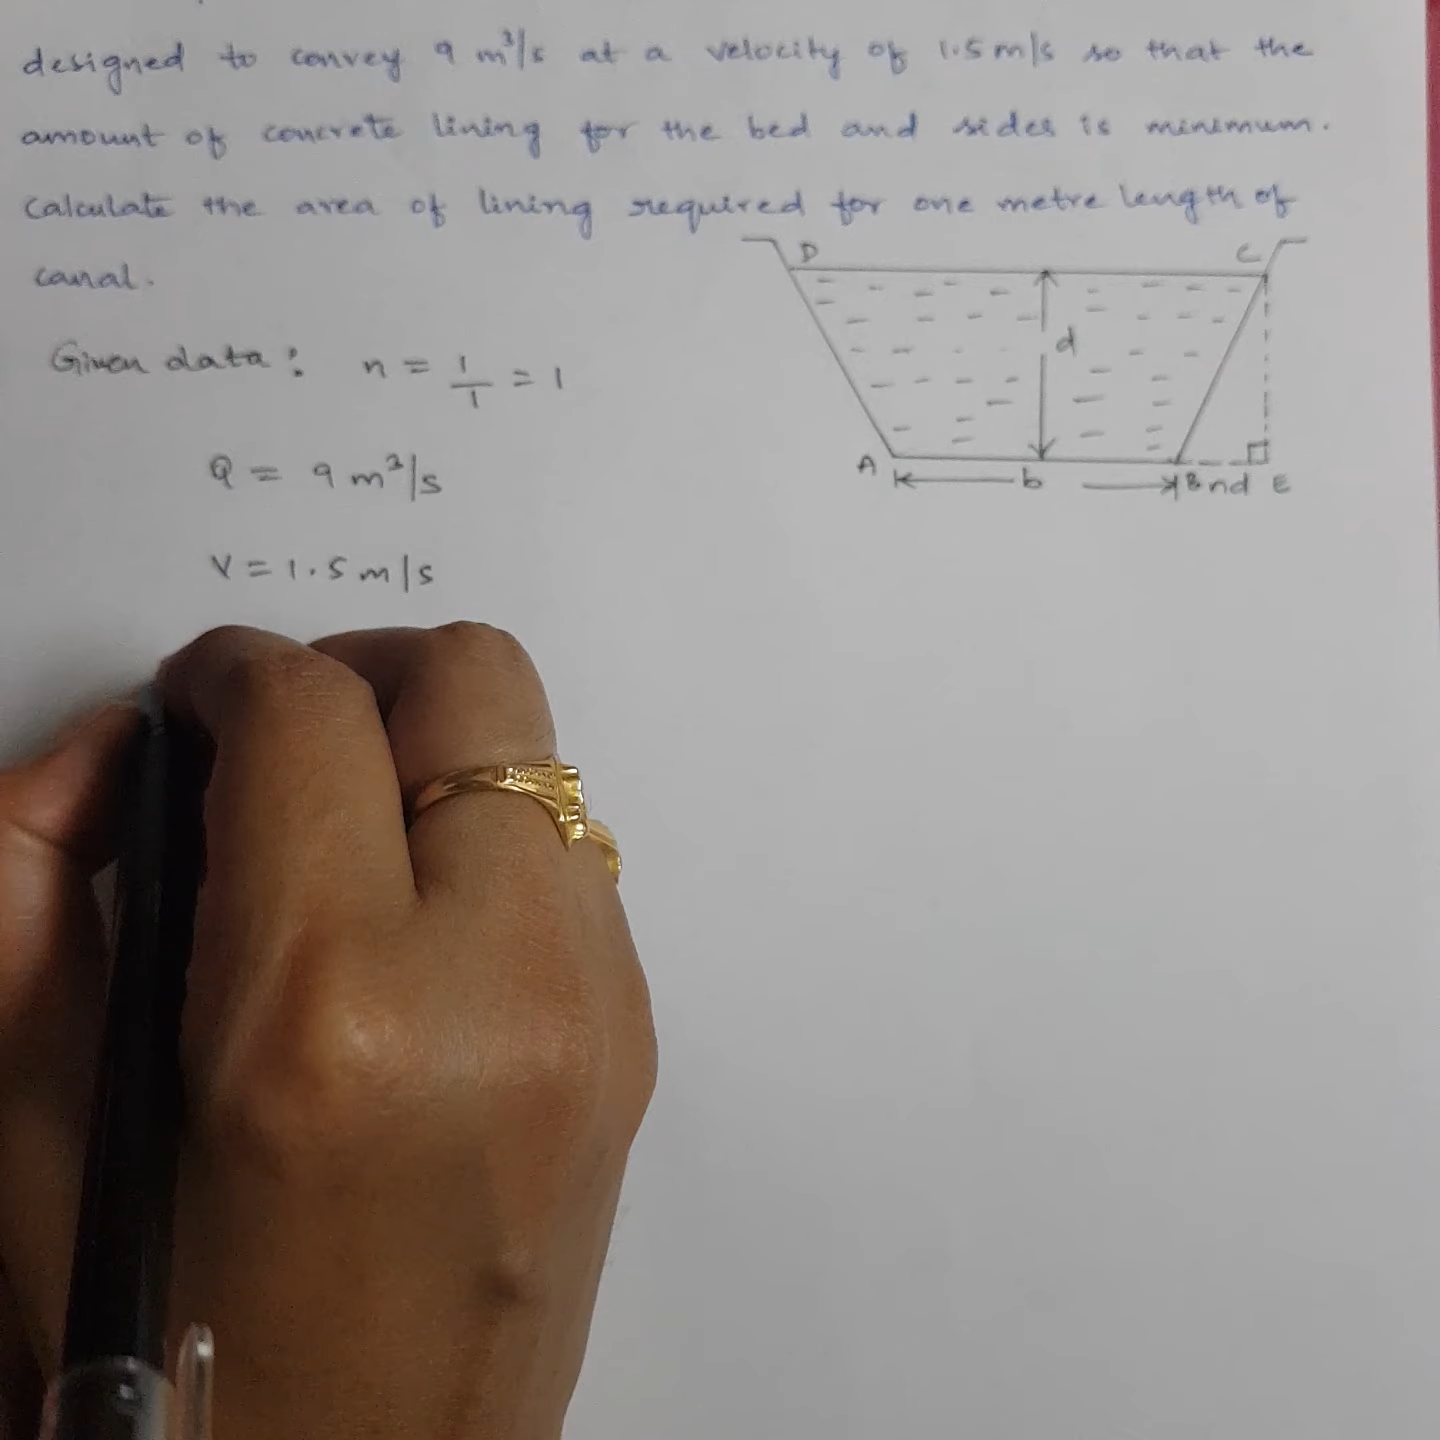 designed to convey 9 m³/s at a velocity of 1.5 m/s so that the
amount of concrete lining for the bed and sides is minimum.
Calculate the area of lining required for one metre length of
canal.
D C
Given data : n = 1/1 = 1
d
Q = 9 m³/s
A b B nd E
V = 1.5 m/s